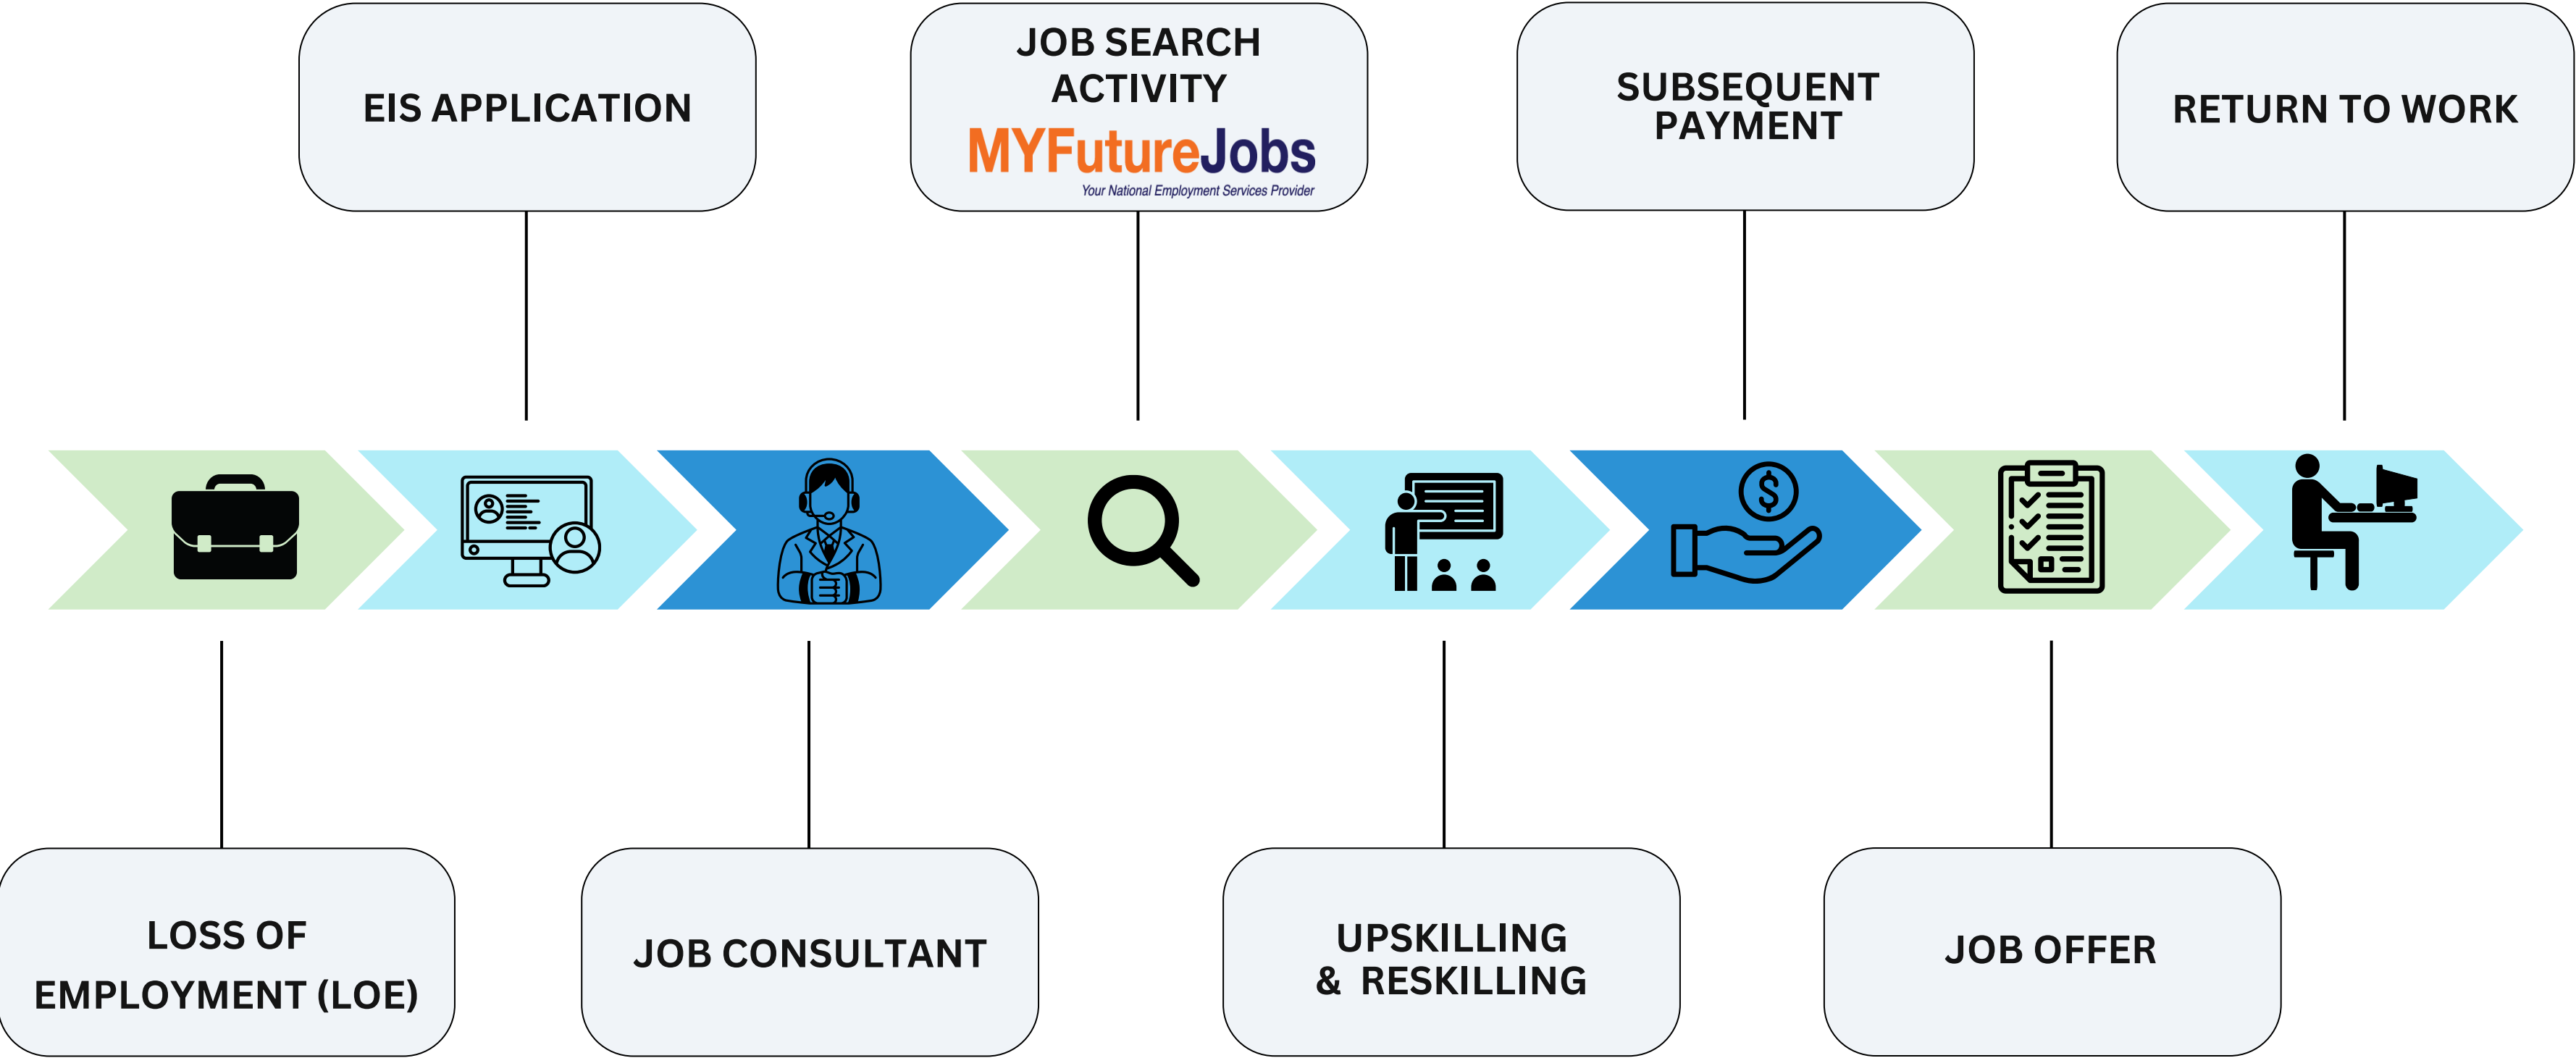 EIS APPLICATION
JOB SEARCH
ACTIVITY
MYFutureJobs
Your National Employment Services Provider
SUBSEQUENT
PAYMENT
RETURN TO WORK
$
LOSS OF
EMPLOYMENT (LOE)
JOB CONSULTANT
UPSKILLING
& RESKILLING
JOB OFFER